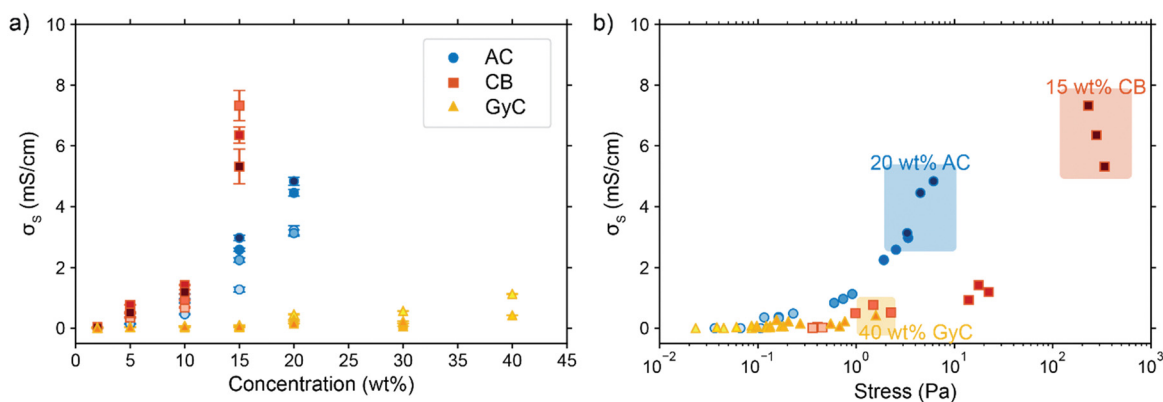 a)
10
8
6
4
2
0
σs (mS/cm)
0 5 10 15 20 25 30 35 40 45
Concentration (wt%)
AC
CB
GyC
b)
10
8
6
4
2
0
σs (mS/cm)
10⁻² 10⁻¹ 10⁰ 10¹ 10² 10³
Stress (Pa)
15 wt% CB
20 wt% AC
40 wt% GyC